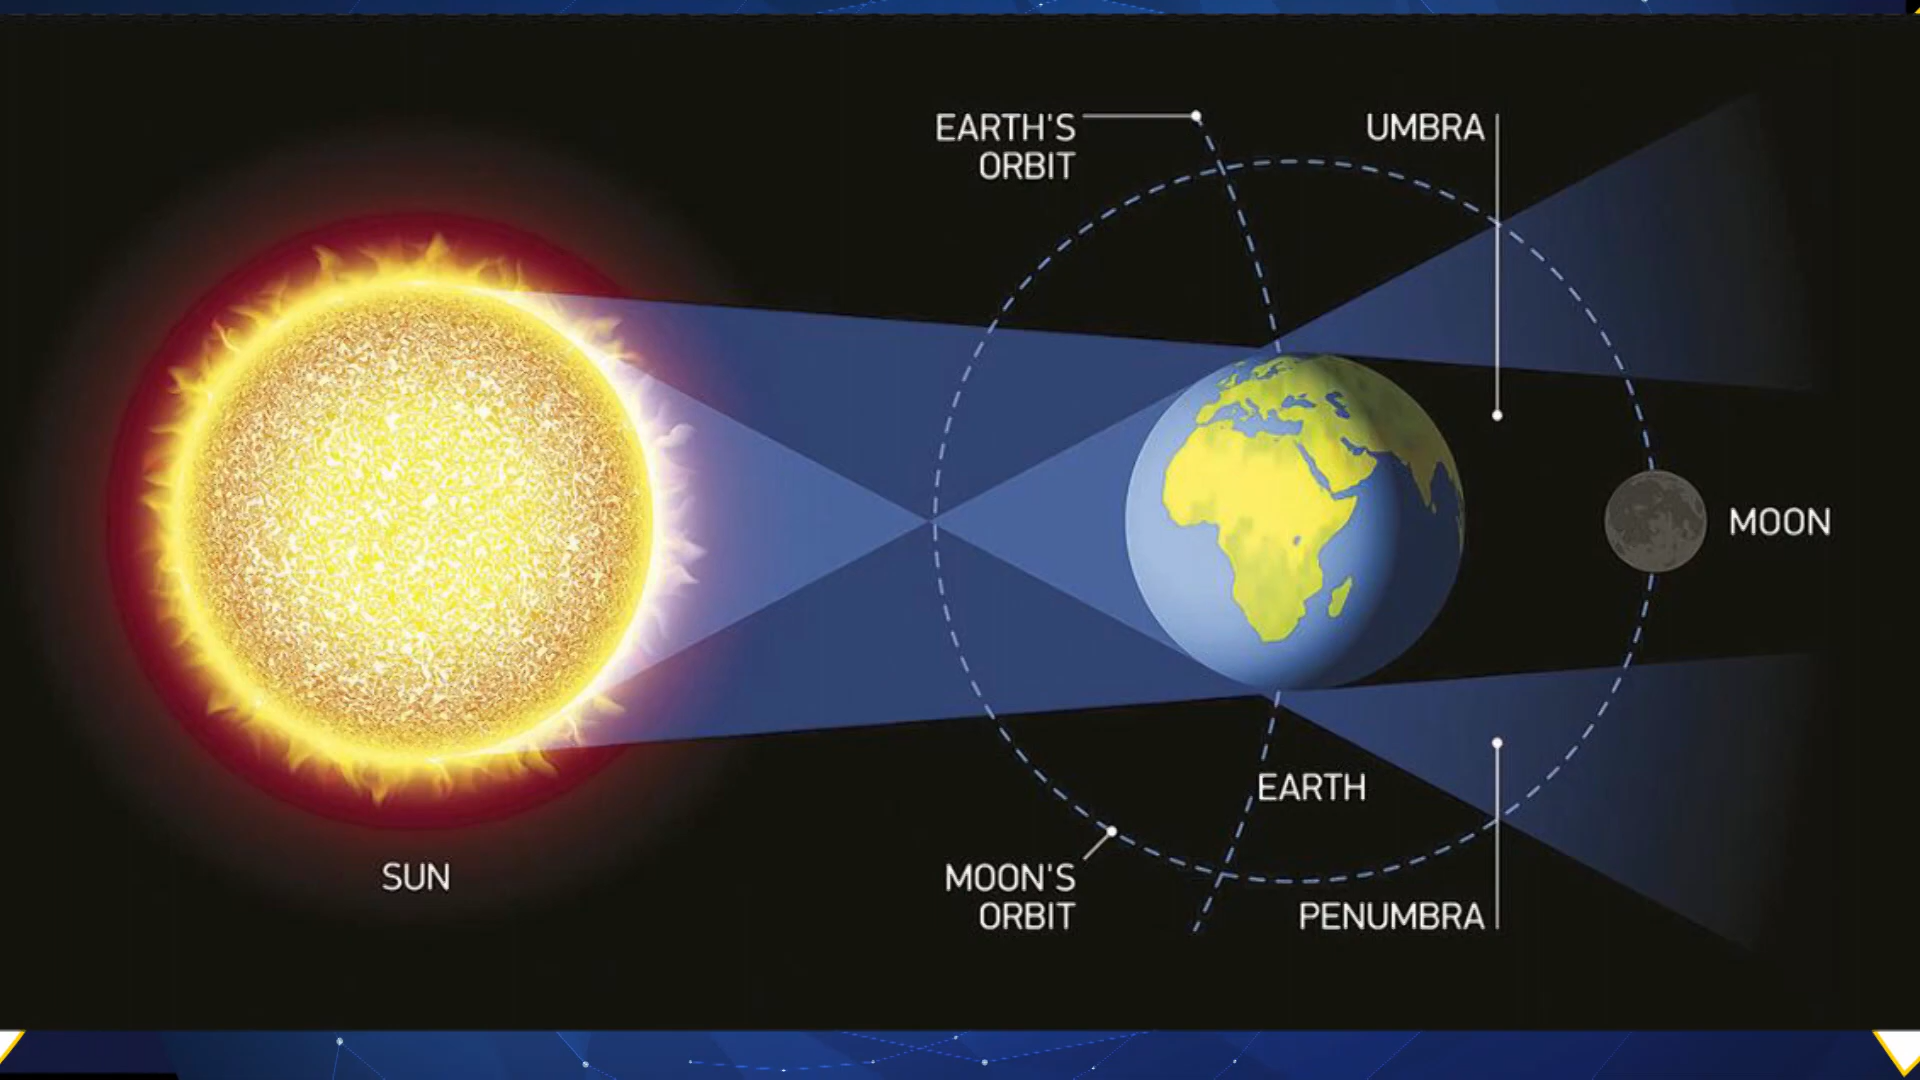 EARTH'S
ORBIT
UMBRA
MOON
EARTH
SUN
MOON'S
ORBIT
PENUMBRA